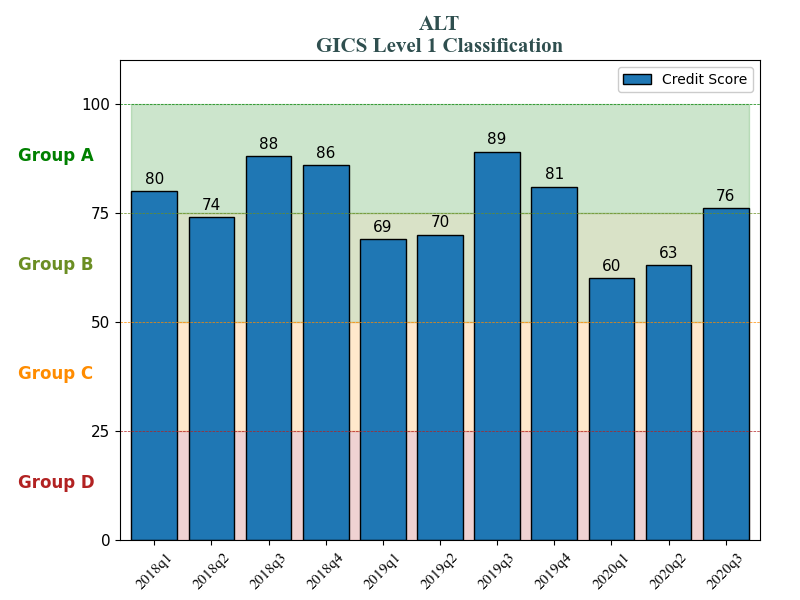 ALT
GICS Level 1 Classification
Credit Score
100
75
50
25
0
Group A
Group B
Group C
Group D
80
74
88
86
69
70
89
81
60
63
76
2018q1
2018q2
2018q3
2018q4
2019q1
2019q2
2019q3
2019q4
2020q1
2020q2
2020q3